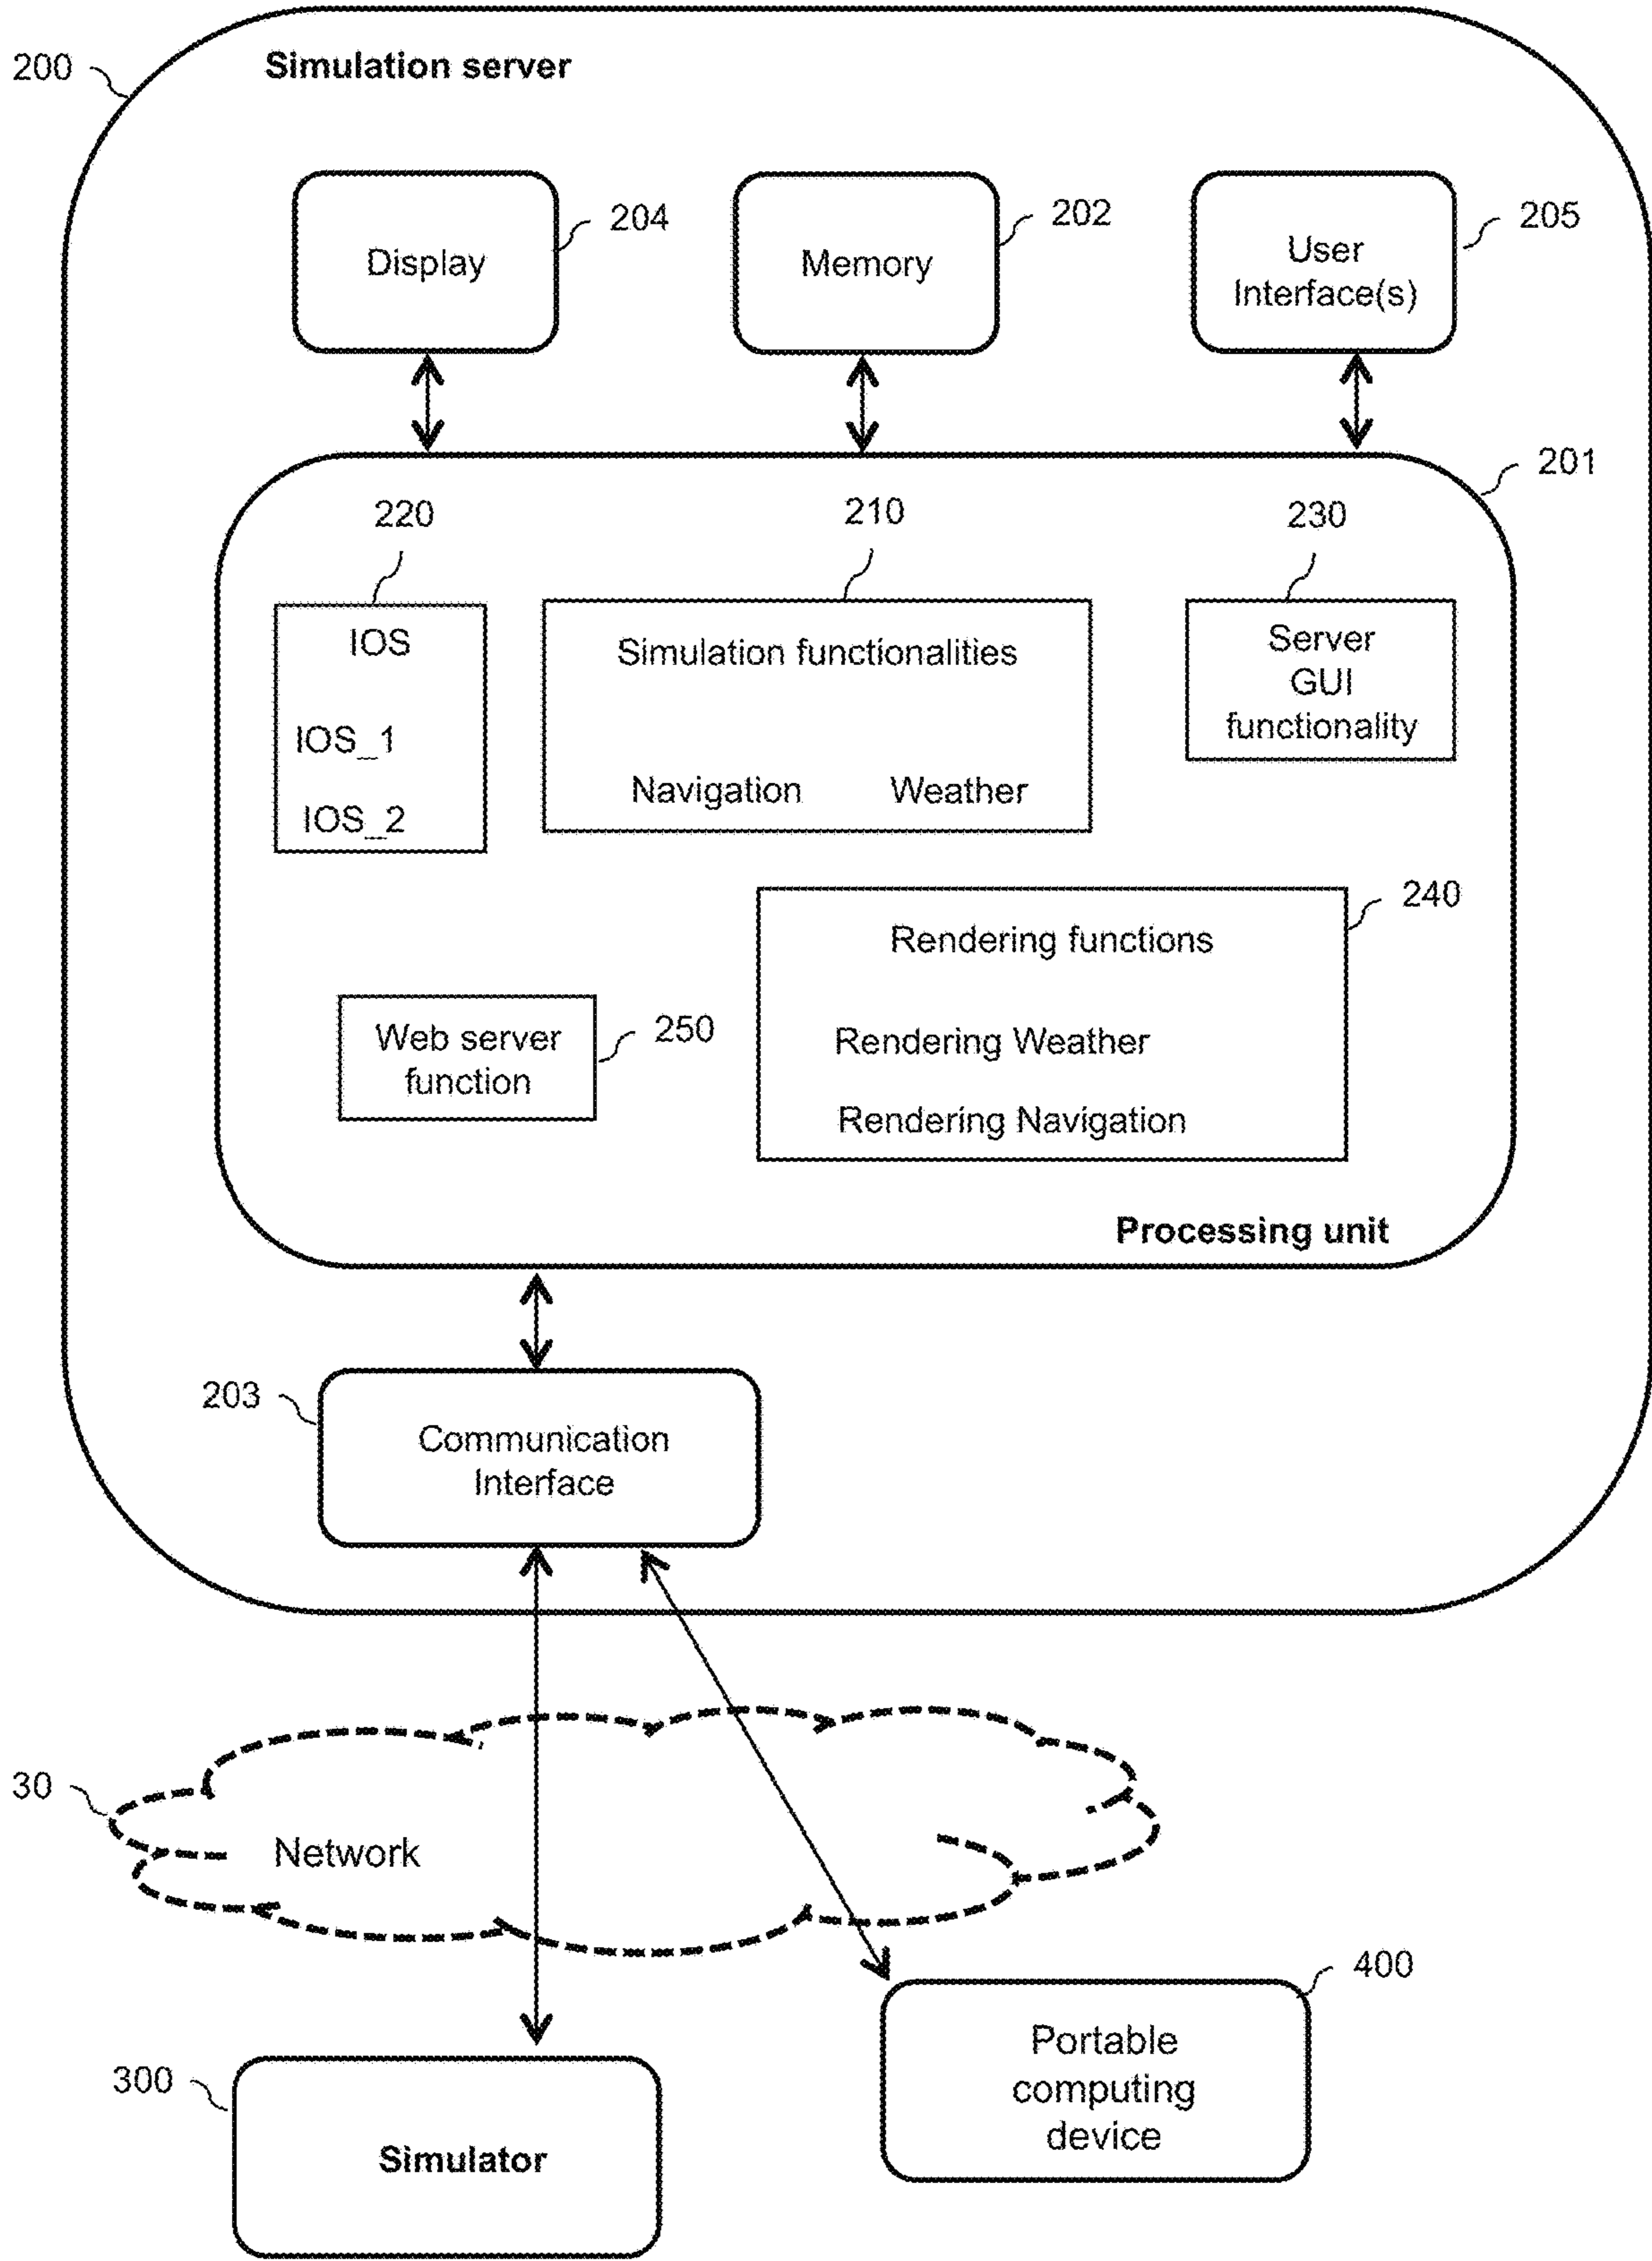 200
Simulation server
Display
204
Memory
202
User
Interface(s)
205
201
220
210
230
IOS
IOS_1
IOS_2
Simulation functionalities
Navigation
Weather
Server
GUI
functionality
240
Rendering functions
Rendering Weather
Rendering Navigation
Web server
function
250
Processing unit
203
Communication
Interface
30
Network
400
Portable
computing
device
300
Simulator